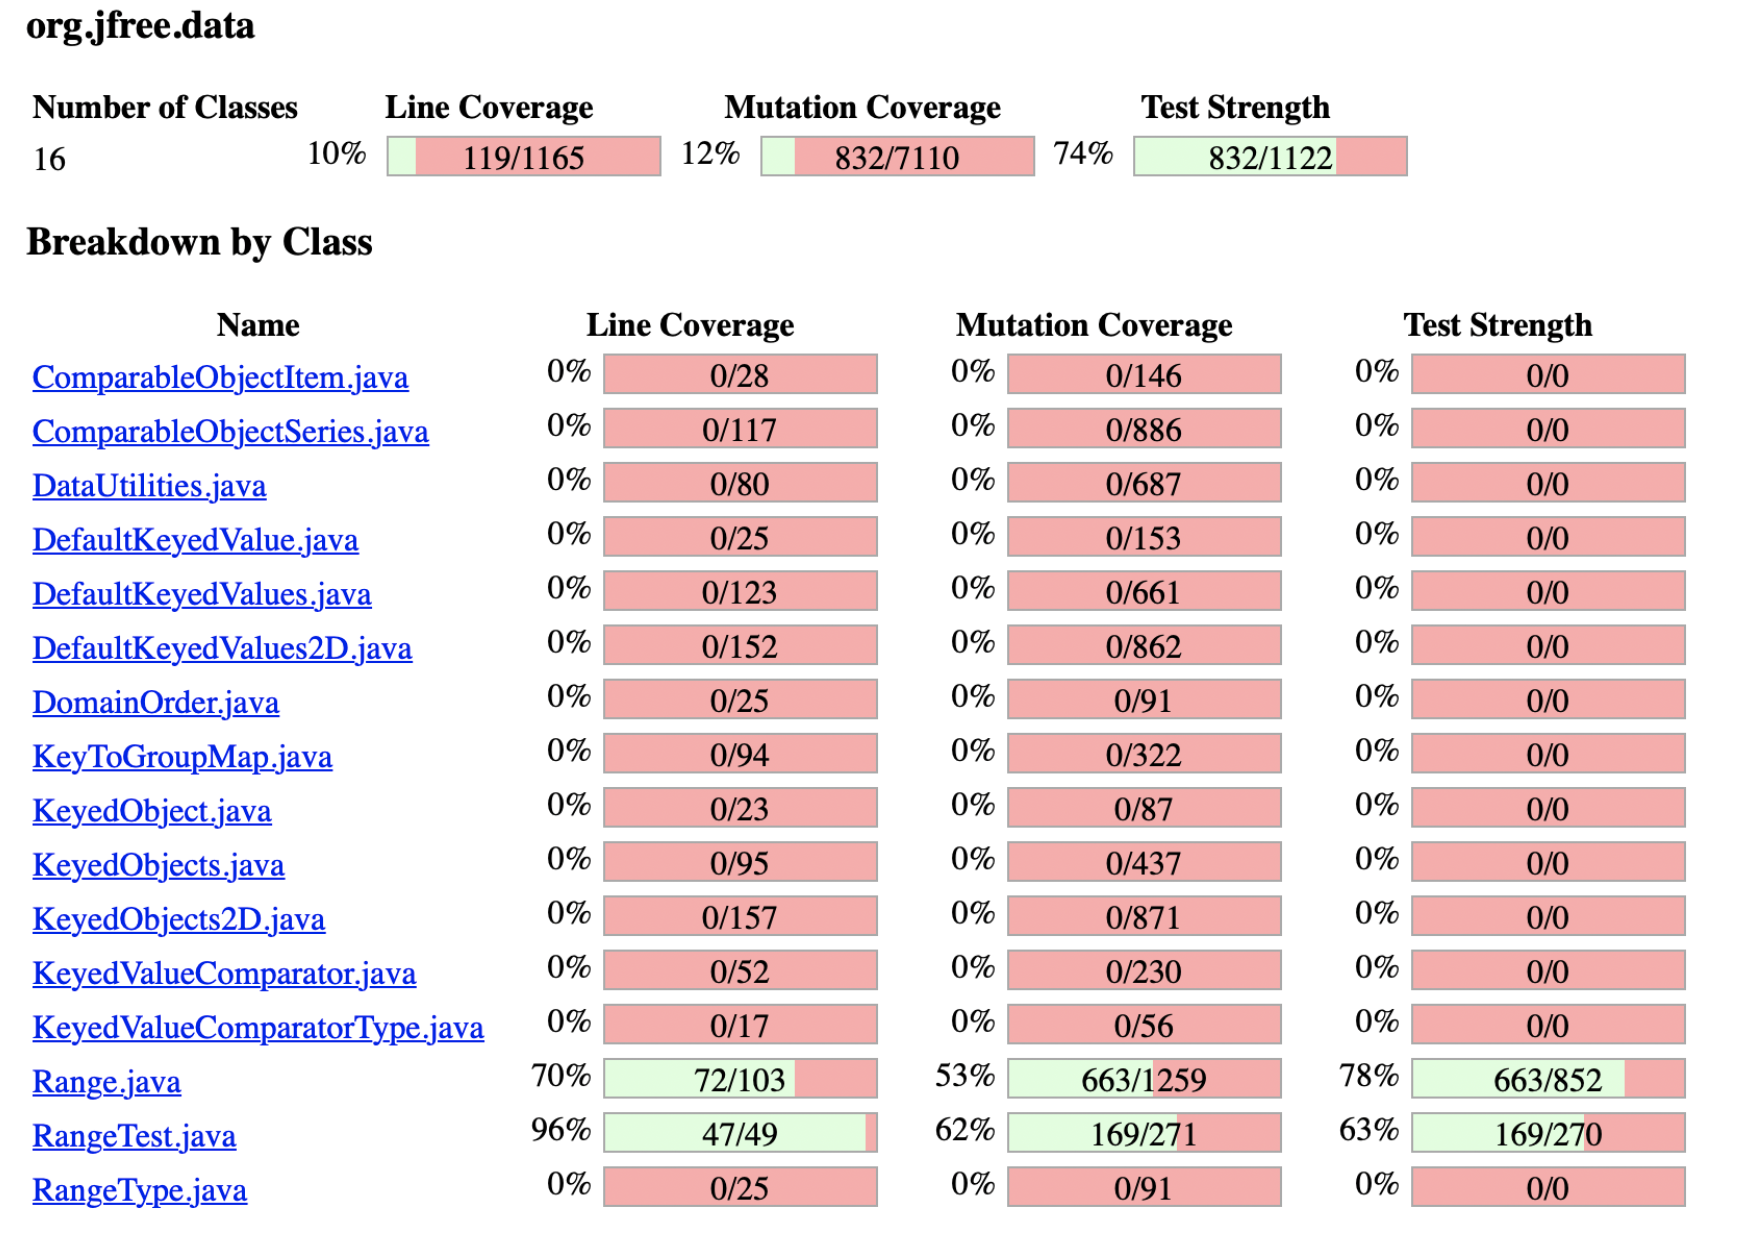 org.jfree.data
Number of Classes Line Coverage Mutation Coverage Test Strength
16 10% 119/1165 12% 832/7110 74% 832/1122
Breakdown by Class
Name Line Coverage Mutation Coverage Test Strength
ComparableObjectItem.java 0% 0/28 0% 0/146 0% 0/0
ComparableObjectSeries.java 0% 0/117 0% 0/886 0% 0/0
DataUtilities.java 0% 0/80 0% 0/687 0% 0/0
DefaultKeyedValue.java 0% 0/25 0% 0/153 0% 0/0
DefaultKeyedValues.java 0% 0/123 0% 0/661 0% 0/0
DefaultKeyedValues2D.java 0% 0/152 0% 0/862 0% 0/0
DomainOrder.java 0% 0/25 0% 0/91 0% 0/0
KeyToGroupMap.java 0% 0/94 0% 0/322 0% 0/0
KeyedObject.java 0% 0/23 0% 0/87 0% 0/0
KeyedObjects.java 0% 0/95 0% 0/437 0% 0/0
KeyedObjects2D.java 0% 0/157 0% 0/871 0% 0/0
KeyedValueComparator.java 0% 0/52 0% 0/230 0% 0/0
KeyedValueComparatorType.java 0% 0/17 0% 0/56 0% 0/0
Range.java 70% 72/103 53% 663/1259 78% 663/852
RangeTest.java 96% 47/49 62% 169/271 63% 169/270
RangeType.java 0% 0/25 0% 0/91 0% 0/0